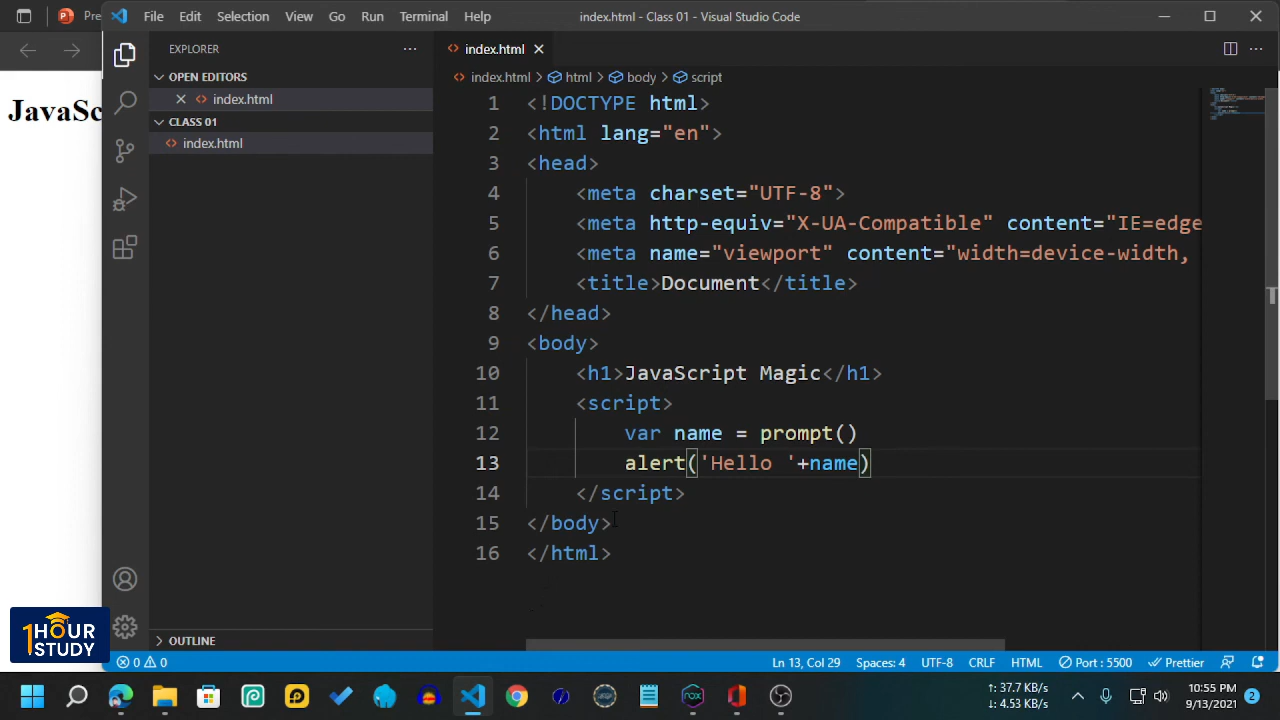 Pre
File Edit Selection View Go Run Terminal Help
index.html - Class 01 - Visual Studio Code
EXPLORER
index.html
OPEN EDITORS
index.html
index.html > html > body > script
CLASS 01
index.html
JavaSc
1 <!DOCTYPE html>
2 <html lang="en">
3 <head>
4 <meta charset="UTF-8">
5 <meta http-equiv="X-UA-Compatible" content="IE=edge
6 <meta name="viewport" content="width=device-width,
7 <title>Document</title>
8 </head>
9 <body>
10 <h1>JavaScript Magic</h1>
11 <script>
12 var name = prompt()
13 alert('Hello '+name)
14 </script>
15 </body>
16 </html>
1HOUR
STUDY
OUTLINE
0 0
Ln 13, Col 29 Spaces: 4 UTF-8 CRLF HTML Port : 5500 Prettier
↑: 37.7 KB/s
↓: 4.53 KB/s
10:55 PM
9/13/2021
2